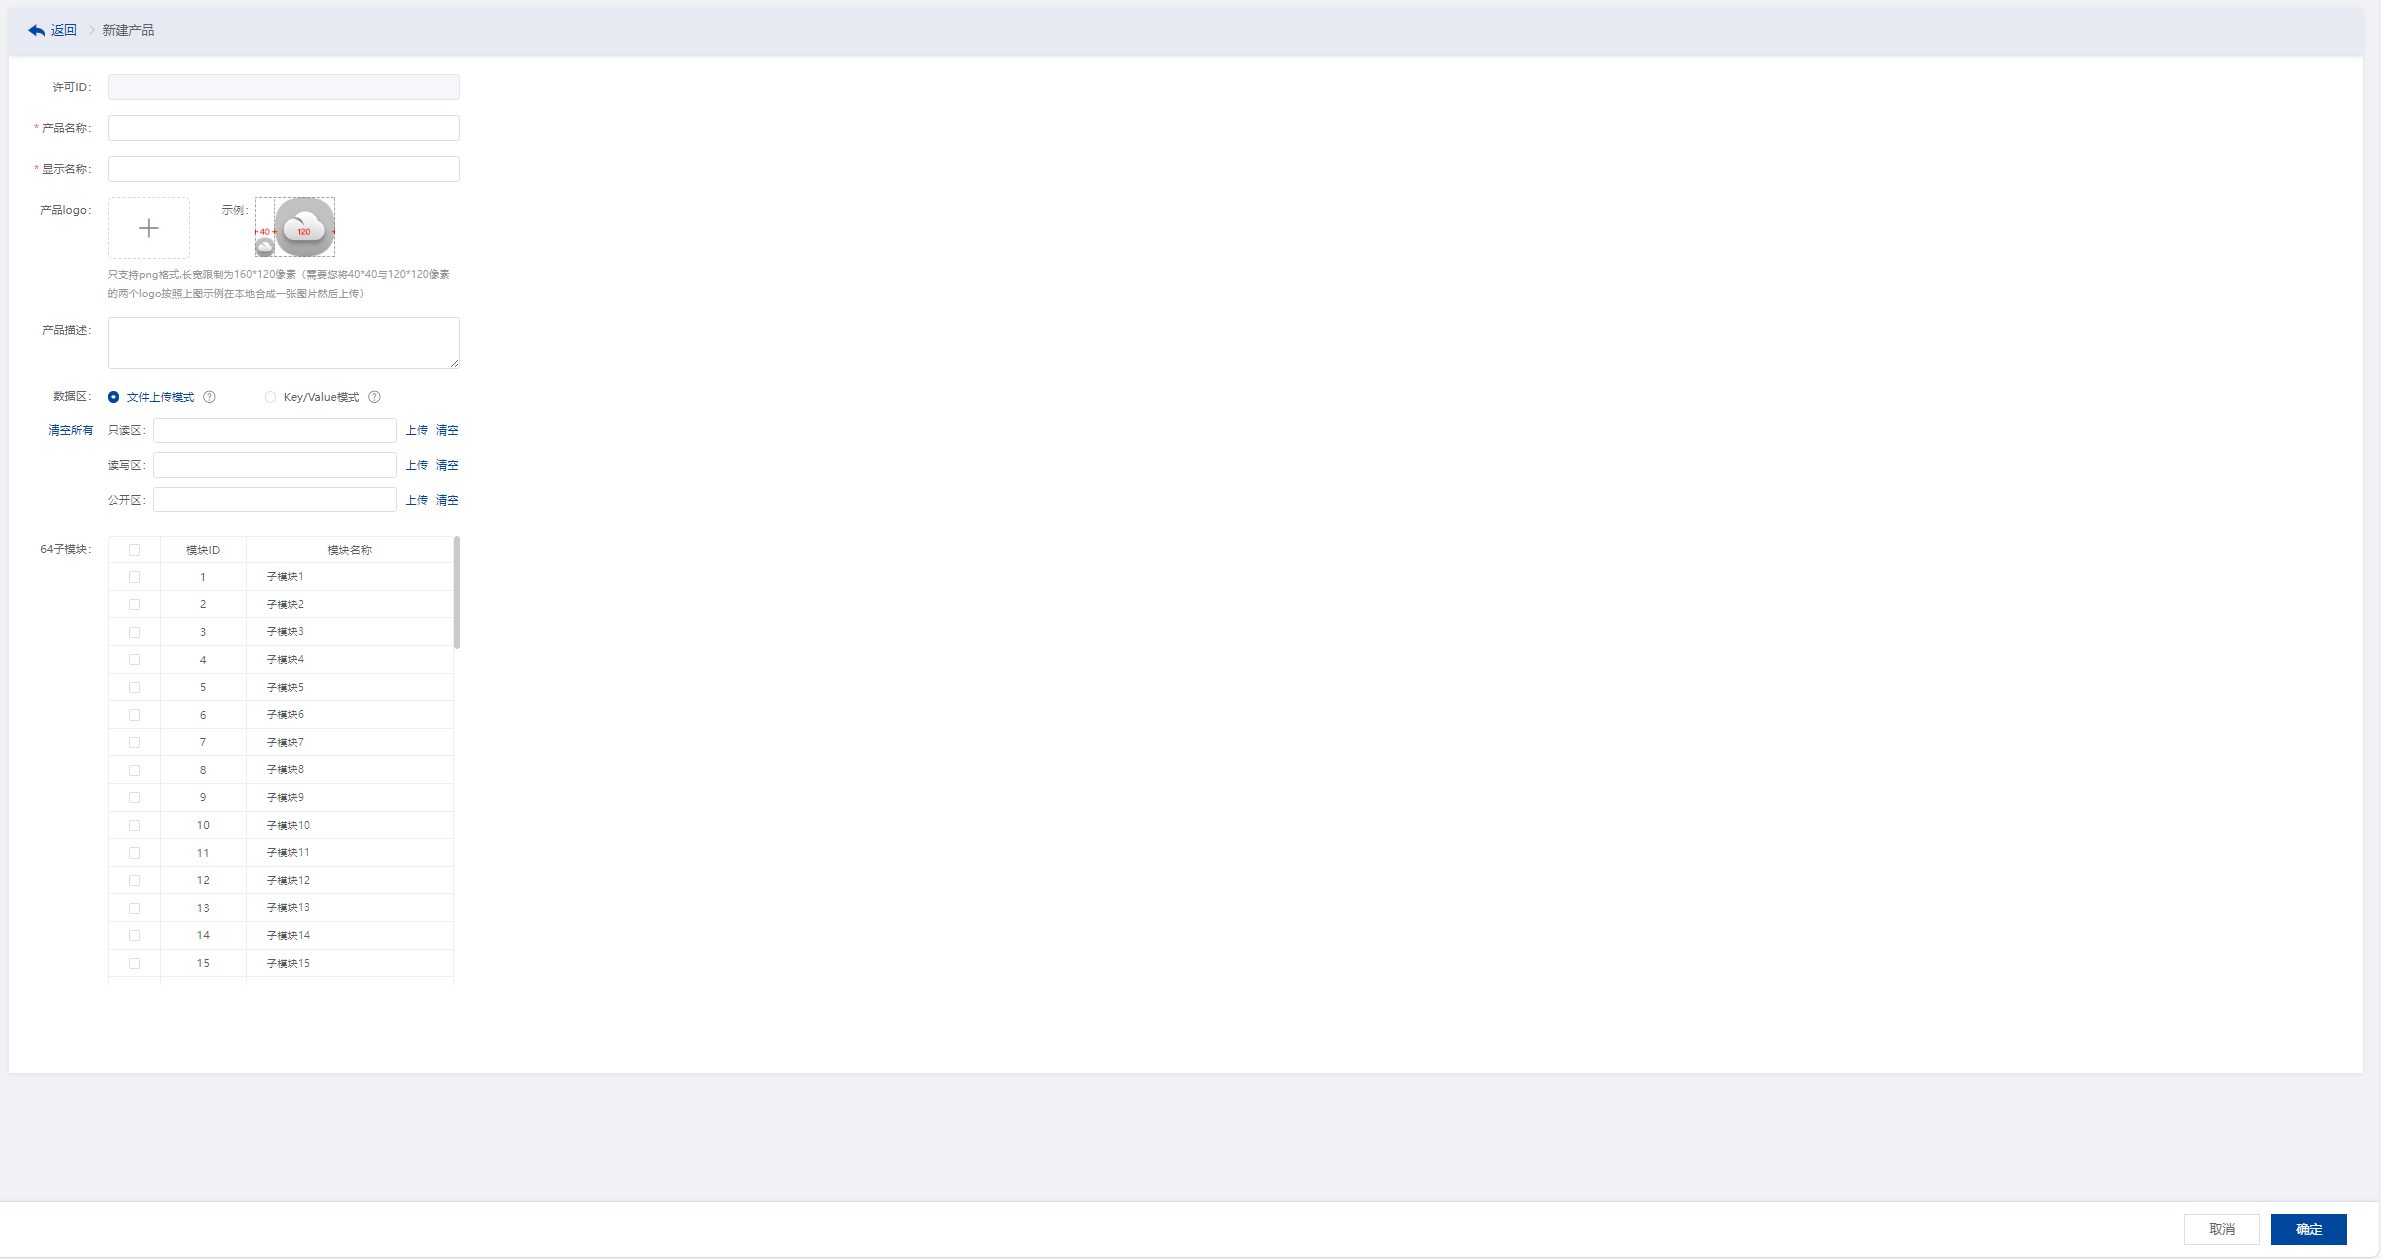 返回 新建产品
许可ID:
* 产品名称:
* 显示名称:
产品logo: 示例:
40 120
只支持png格式,长宽限制为160*120像素（需要您将40*40与120*120像素
的两个logo按照上图示例在本地合成一张图片然后上传）
产品描述:
数据区: 文件上传模式 ? Key/Value模式 ?
清空所有 只读区: 上传 清空
读写区: 上传 清空
公开区: 上传 清空
64子模块: 模块ID 模块名称
1 子模块1
2 子模块2
3 子模块3
4 子模块4
5 子模块5
6 子模块6
7 子模块7
8 子模块8
9 子模块9
10 子模块10
11 子模块11
12 子模块12
13 子模块13
14 子模块14
15 子模块15
取消 确定